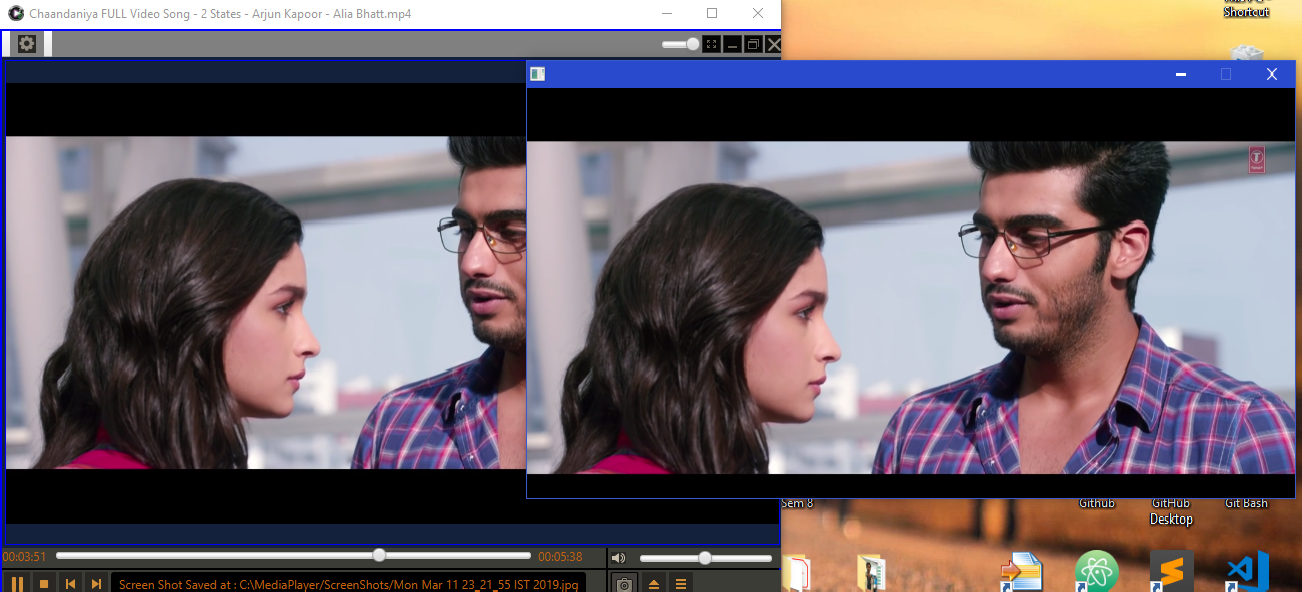 Chaandaniya FULL Video Song - 2 States - Arjun Kapoor - Alia Bhatt.mp4
Shortcut
Sem 8
Github
GitHub
Desktop
Git Bash
00:03:51
00:05:38
Screen Shot Saved at : C:\MediaPlayer/ScreenShots/Mon Mar 11 23_21_55 IST 2019.jpg